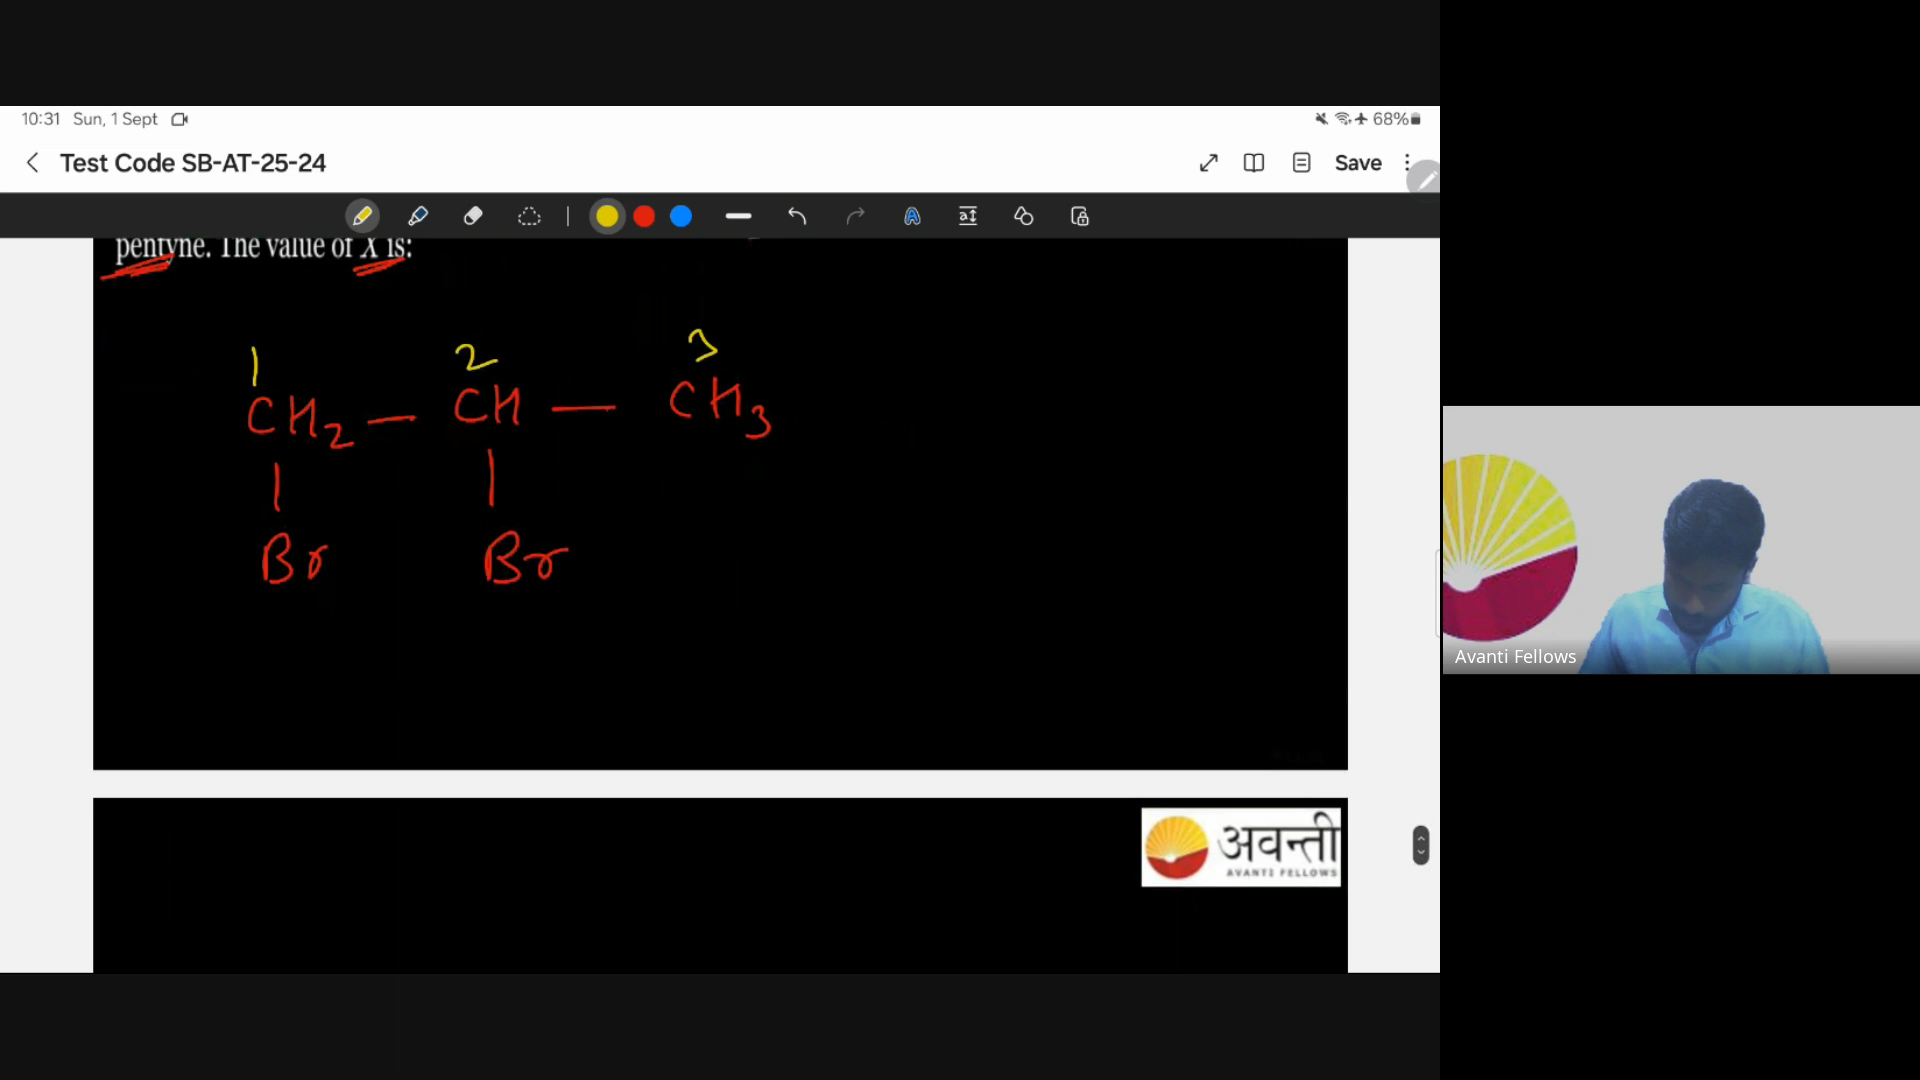 10:31 Sun, 1 Sept 68%
Test Code SB-AT-25-24 Save
pentyne. The value of X is:
1 2 3
CH2 — CH — CH3
Br Br
Avanti Fellows
अवन्ती
AVANTI FELLOWS